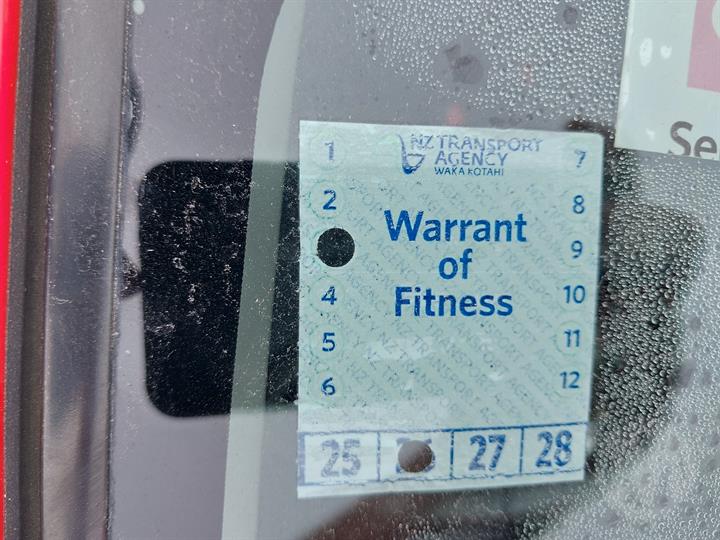 NZ TRANSPORT
AGENCY
WAKA KOTAHI
1
2
4
5
6
Warrant
of
Fitness
7
8
9
10
11
12
25 27 28
Se